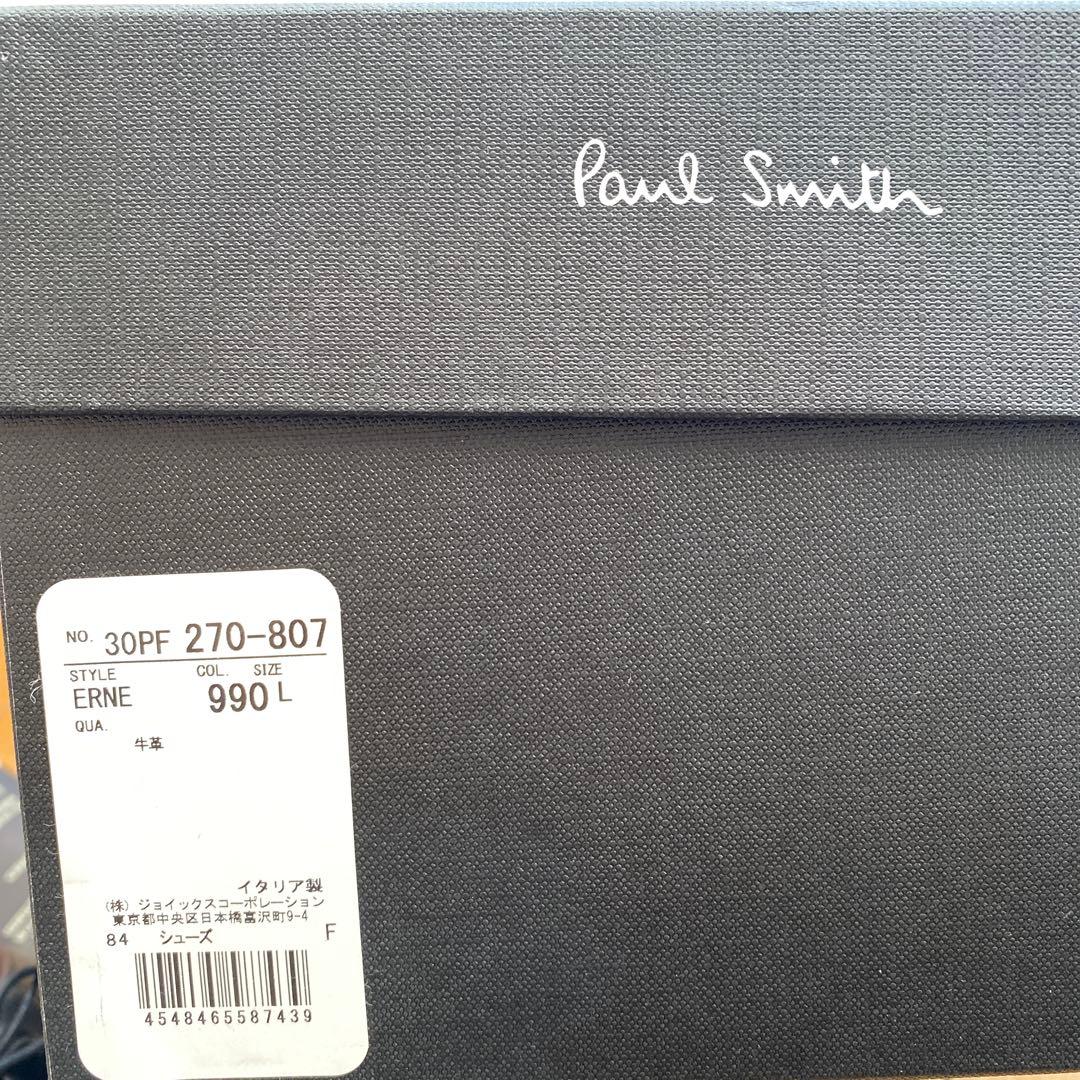 Paul Smith
NO. 30PF 270-807
STYLE COL. SIZE
ERNE 990 L
QUA.
牛革
イタリア製
(株) ジョイックスコーポレーション
東京都中央区日本橋富沢町9-4
84 シューズ F
4548465587439